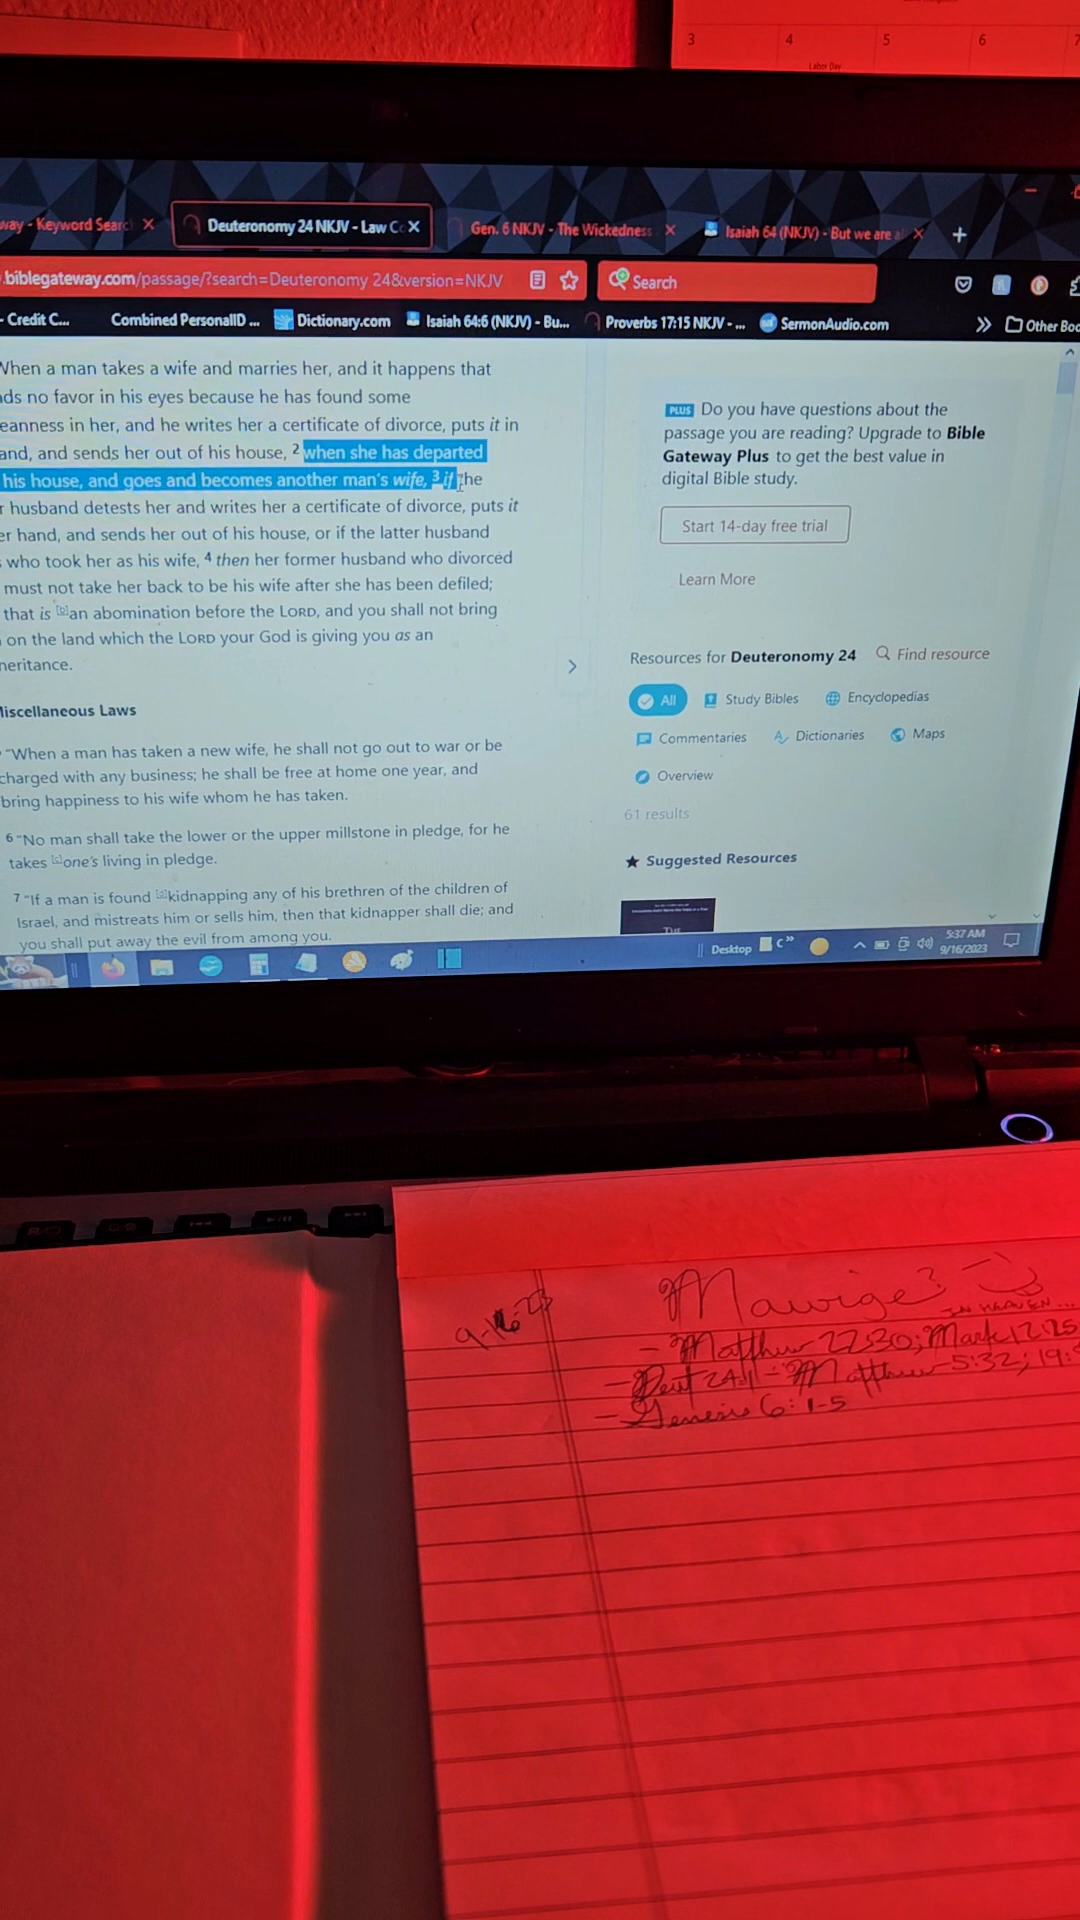 3 4 5 6 7
Labor Day
way - Keyword Searc
Deuteronomy 24 NKJV - Law C
Gen. 6 NKJV - The Wickedness
Isaiah 64 (NKJV) - But we are a
.biblegateway.com/passage/?search=Deuteronomy 24&version=NKJV
Search
- Credit C...
Combined PersonalID ...
Dictionary.com
Isaiah 64:6 (NKJV) - Bu...
Proverbs 17:15 NKJV - ...
SermonAudio.com
Other Boo
When a man takes a wife and marries her, and it happens that
ds no favor in his eyes because he has found some
eanness in her, and he writes her a certificate of divorce, puts it in
and, and sends her out of his house, 2 when she has departed
his house, and goes and becomes another man's wife, 3 if the
r husband detests her and writes her a certificate of divorce, puts it
er hand, and sends her out of his house, or if the latter husband
who took her as his wife, 4 then her former husband who divorced
must not take her back to be his wife after she has been defiled;
that is [b]an abomination before the LORD, and you shall not bring
on the land which the LORD your God is giving you as an
heritance.
Miscellaneous Laws
"When a man has taken a new wife, he shall not go out to war or be
charged with any business; he shall be free at home one year, and
bring happiness to his wife whom he has taken.
6 "No man shall take the lower or the upper millstone in pledge, for he
takes [c]one's living in pledge.
7 "If a man is found [d]kidnapping any of his brethren of the children of
Israel, and mistreats him or sells him, then that kidnapper shall die; and
you shall put away the evil from among you.
PLUS Do you have questions about the
passage you are reading? Upgrade to Bible
Gateway Plus to get the best value in
digital Bible study.
Start 14-day free trial
Learn More
Resources for Deuteronomy 24
Find resource
All
Study Bibles
Encyclopedias
Commentaries
Dictionaries
Maps
Overview
61 results
Suggested Resources
Desktop
5:37 AM
9/16/2023
9-16-23
Mawige?
IN HEAVEN...
- Matthew 22:30; Mark 12:25
- Deut 24:1 - Matthew 5:32; 19:
- Genesis 6:1-5